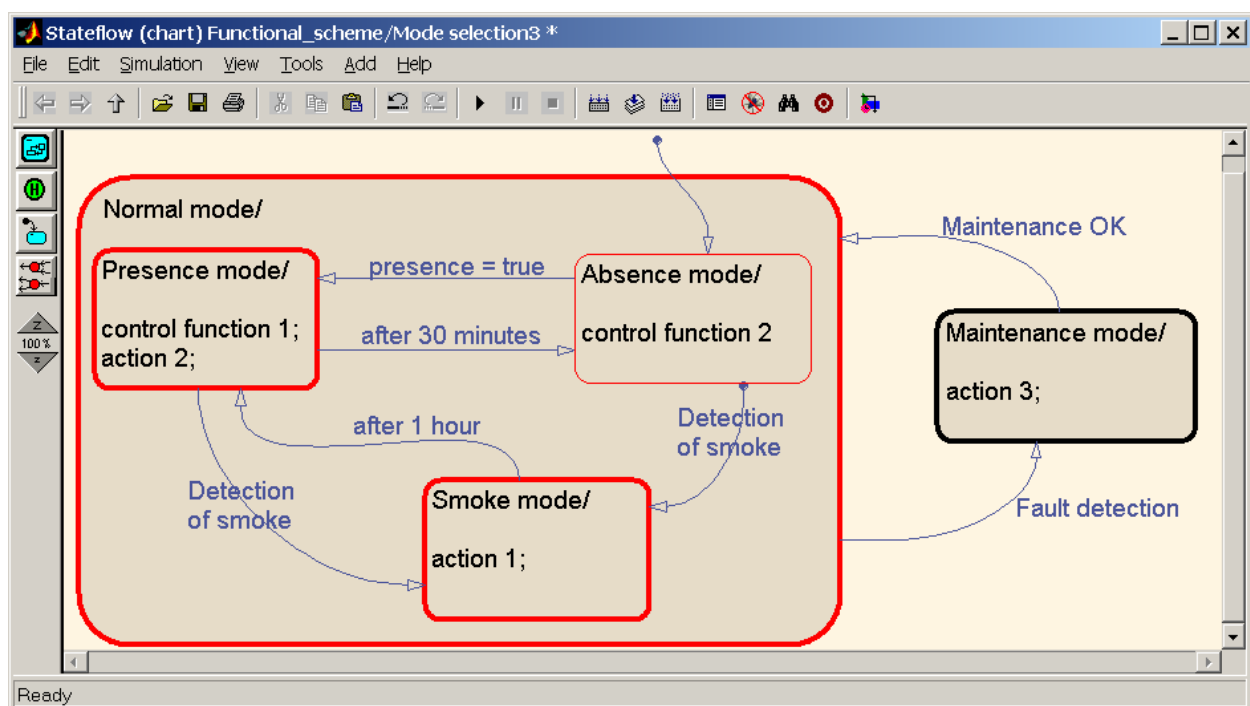 Stateflow (chart) Functional_scheme/Mode selection3 *
File Edit Simulation View Tools Add Help
Normal mode/
Maintenance OK
Presence mode/
presence = true
Absence mode/
control function 1;
action 2;
after 30 minutes
control function 2
Maintenance mode/
action 3;
after 1 hour
Detection
of smoke
Detection
of smoke
Smoke mode/
action 1;
Fault detection
H
Z
100 %
z
Ready